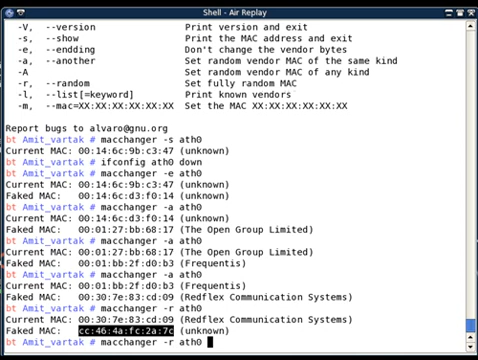 Shell - Air Replay
-V, --version Print version and exit
-s, --show Print the MAC address and exit
-e, --endding Don't change the vendor bytes
-a, --another Set random vendor MAC of the same kind
-A Set random vendor MAC of any kind
-r, --random Set fully random MAC
-l, --list[=keyword] Print known vendors
-m, --mac=XX:XX:XX:XX:XX:XX Set the MAC XX:XX:XX:XX:XX:XX
Report bugs to alvaro@gnu.org
bt Amit_vartak # macchanger -s ath0
Current MAC: 00:14:6c:9b:c3:47 (unknown)
bt Amit_vartak # ifconfig ath0 down
bt Amit_vartak # macchanger -e ath0
Current MAC: 00:14:6c:9b:c3:47 (unknown)
Faked MAC: 00:14:6c:d3:f0:14 (unknown)
bt Amit_vartak # macchanger -a ath0
Current MAC: 00:14:6c:d3:f0:14 (unknown)
Faked MAC: 00:01:27:bb:68:17 (The Open Group Limited)
bt Amit_vartak # macchanger -a ath0
Current MAC: 00:01:27:bb:68:17 (The Open Group Limited)
Faked MAC: 00:01:bb:2f:d0:b3 (Frequentis)
bt Amit_vartak # macchanger -a ath0
Current MAC: 00:01:bb:2f:d0:b3 (Frequentis)
Faked MAC: 00:30:7e:83:cd:09 (Redflex Communication Systems)
bt Amit_vartak # macchanger -r ath0
Current MAC: 00:30:7e:83:cd:09 (Redflex Communication Systems)
Faked MAC: cc:46:4a:fc:2a:7c (unknown)
bt Amit_vartak # macchanger -r ath0